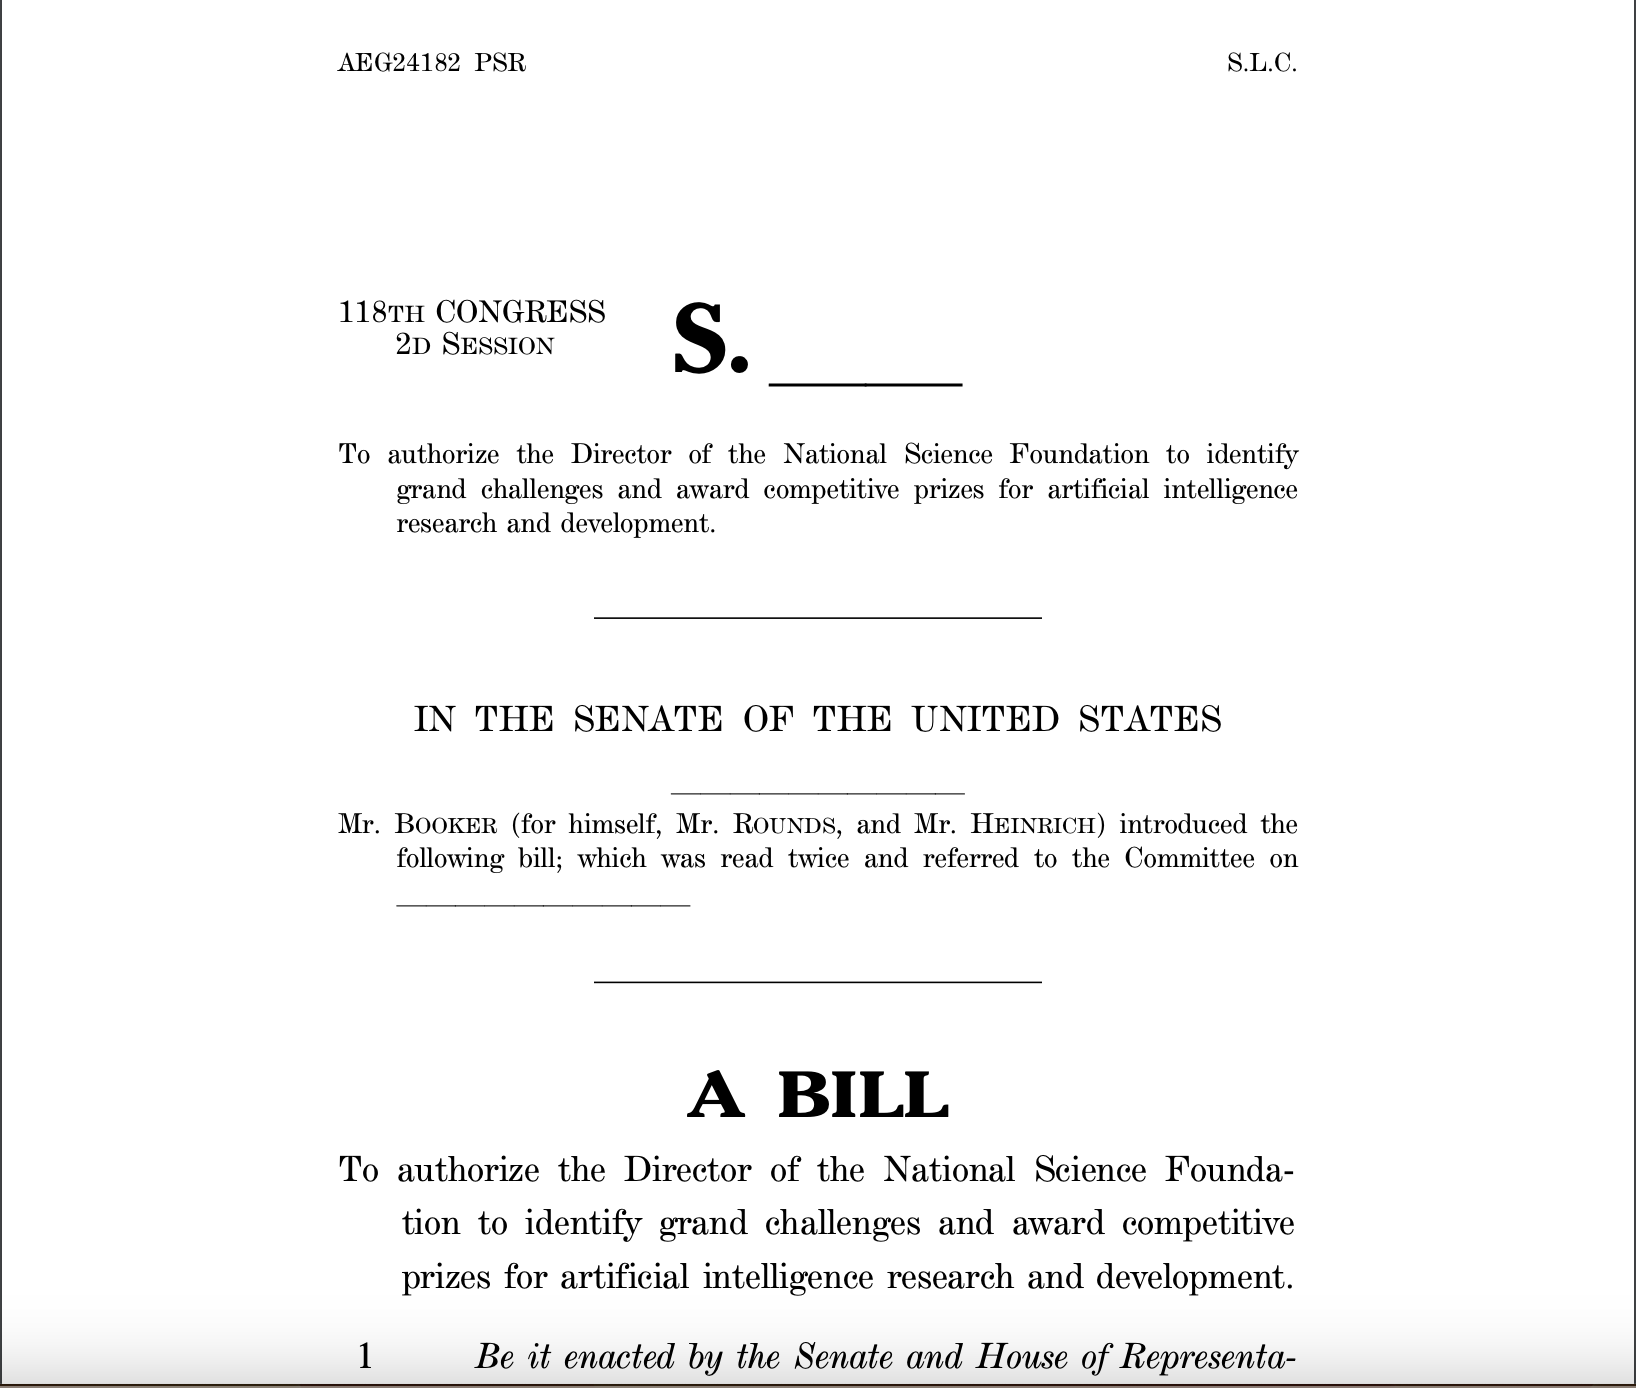 AEG24182 PSR S.L.C.
118TH CONGRESS
2D SESSION
S. ______
To authorize the Director of the National Science Foundation to identify
grand challenges and award competitive prizes for artificial intelligence
research and development.
IN THE SENATE OF THE UNITED STATES
Mr. BOOKER (for himself, Mr. ROUNDS, and Mr. HEINRICH) introduced the
following bill; which was read twice and referred to the Committee on
A BILL
To authorize the Director of the National Science Founda-
tion to identify grand challenges and award competitive
prizes for artificial intelligence research and development.
1 Be it enacted by the Senate and House of Representa-